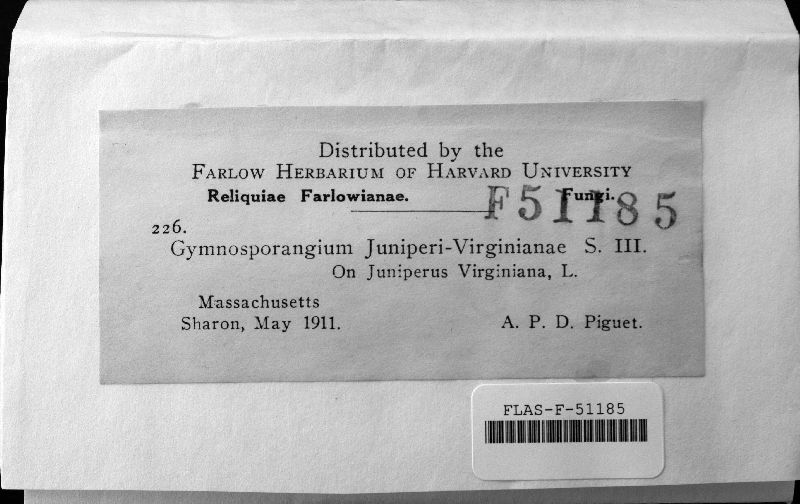 Distributed by the
FARLOW HERBARIUM OF HARVARD UNIVERSITY
Reliquiae Farlowianae. Fungi.
F51185
226.
Gymnosporangium Juniperi-Virginianae S. III.
On Juniperus Virginiana, L.
Massachusetts
Sharon, May 1911. A. P. D. Piguet.
FLAS-F-51185